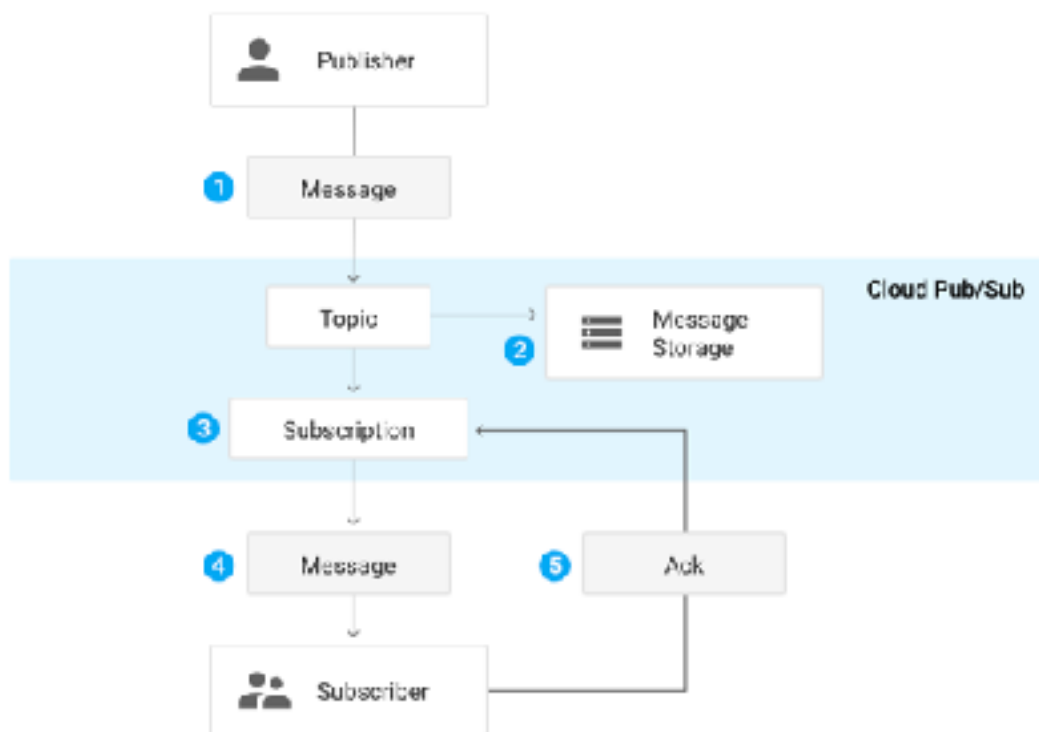 Publisher
1
Message
Cloud Pub/Sub
Topic
2
Message
Storage
3
Subscription
4
Message
5
Ack
Subscriber